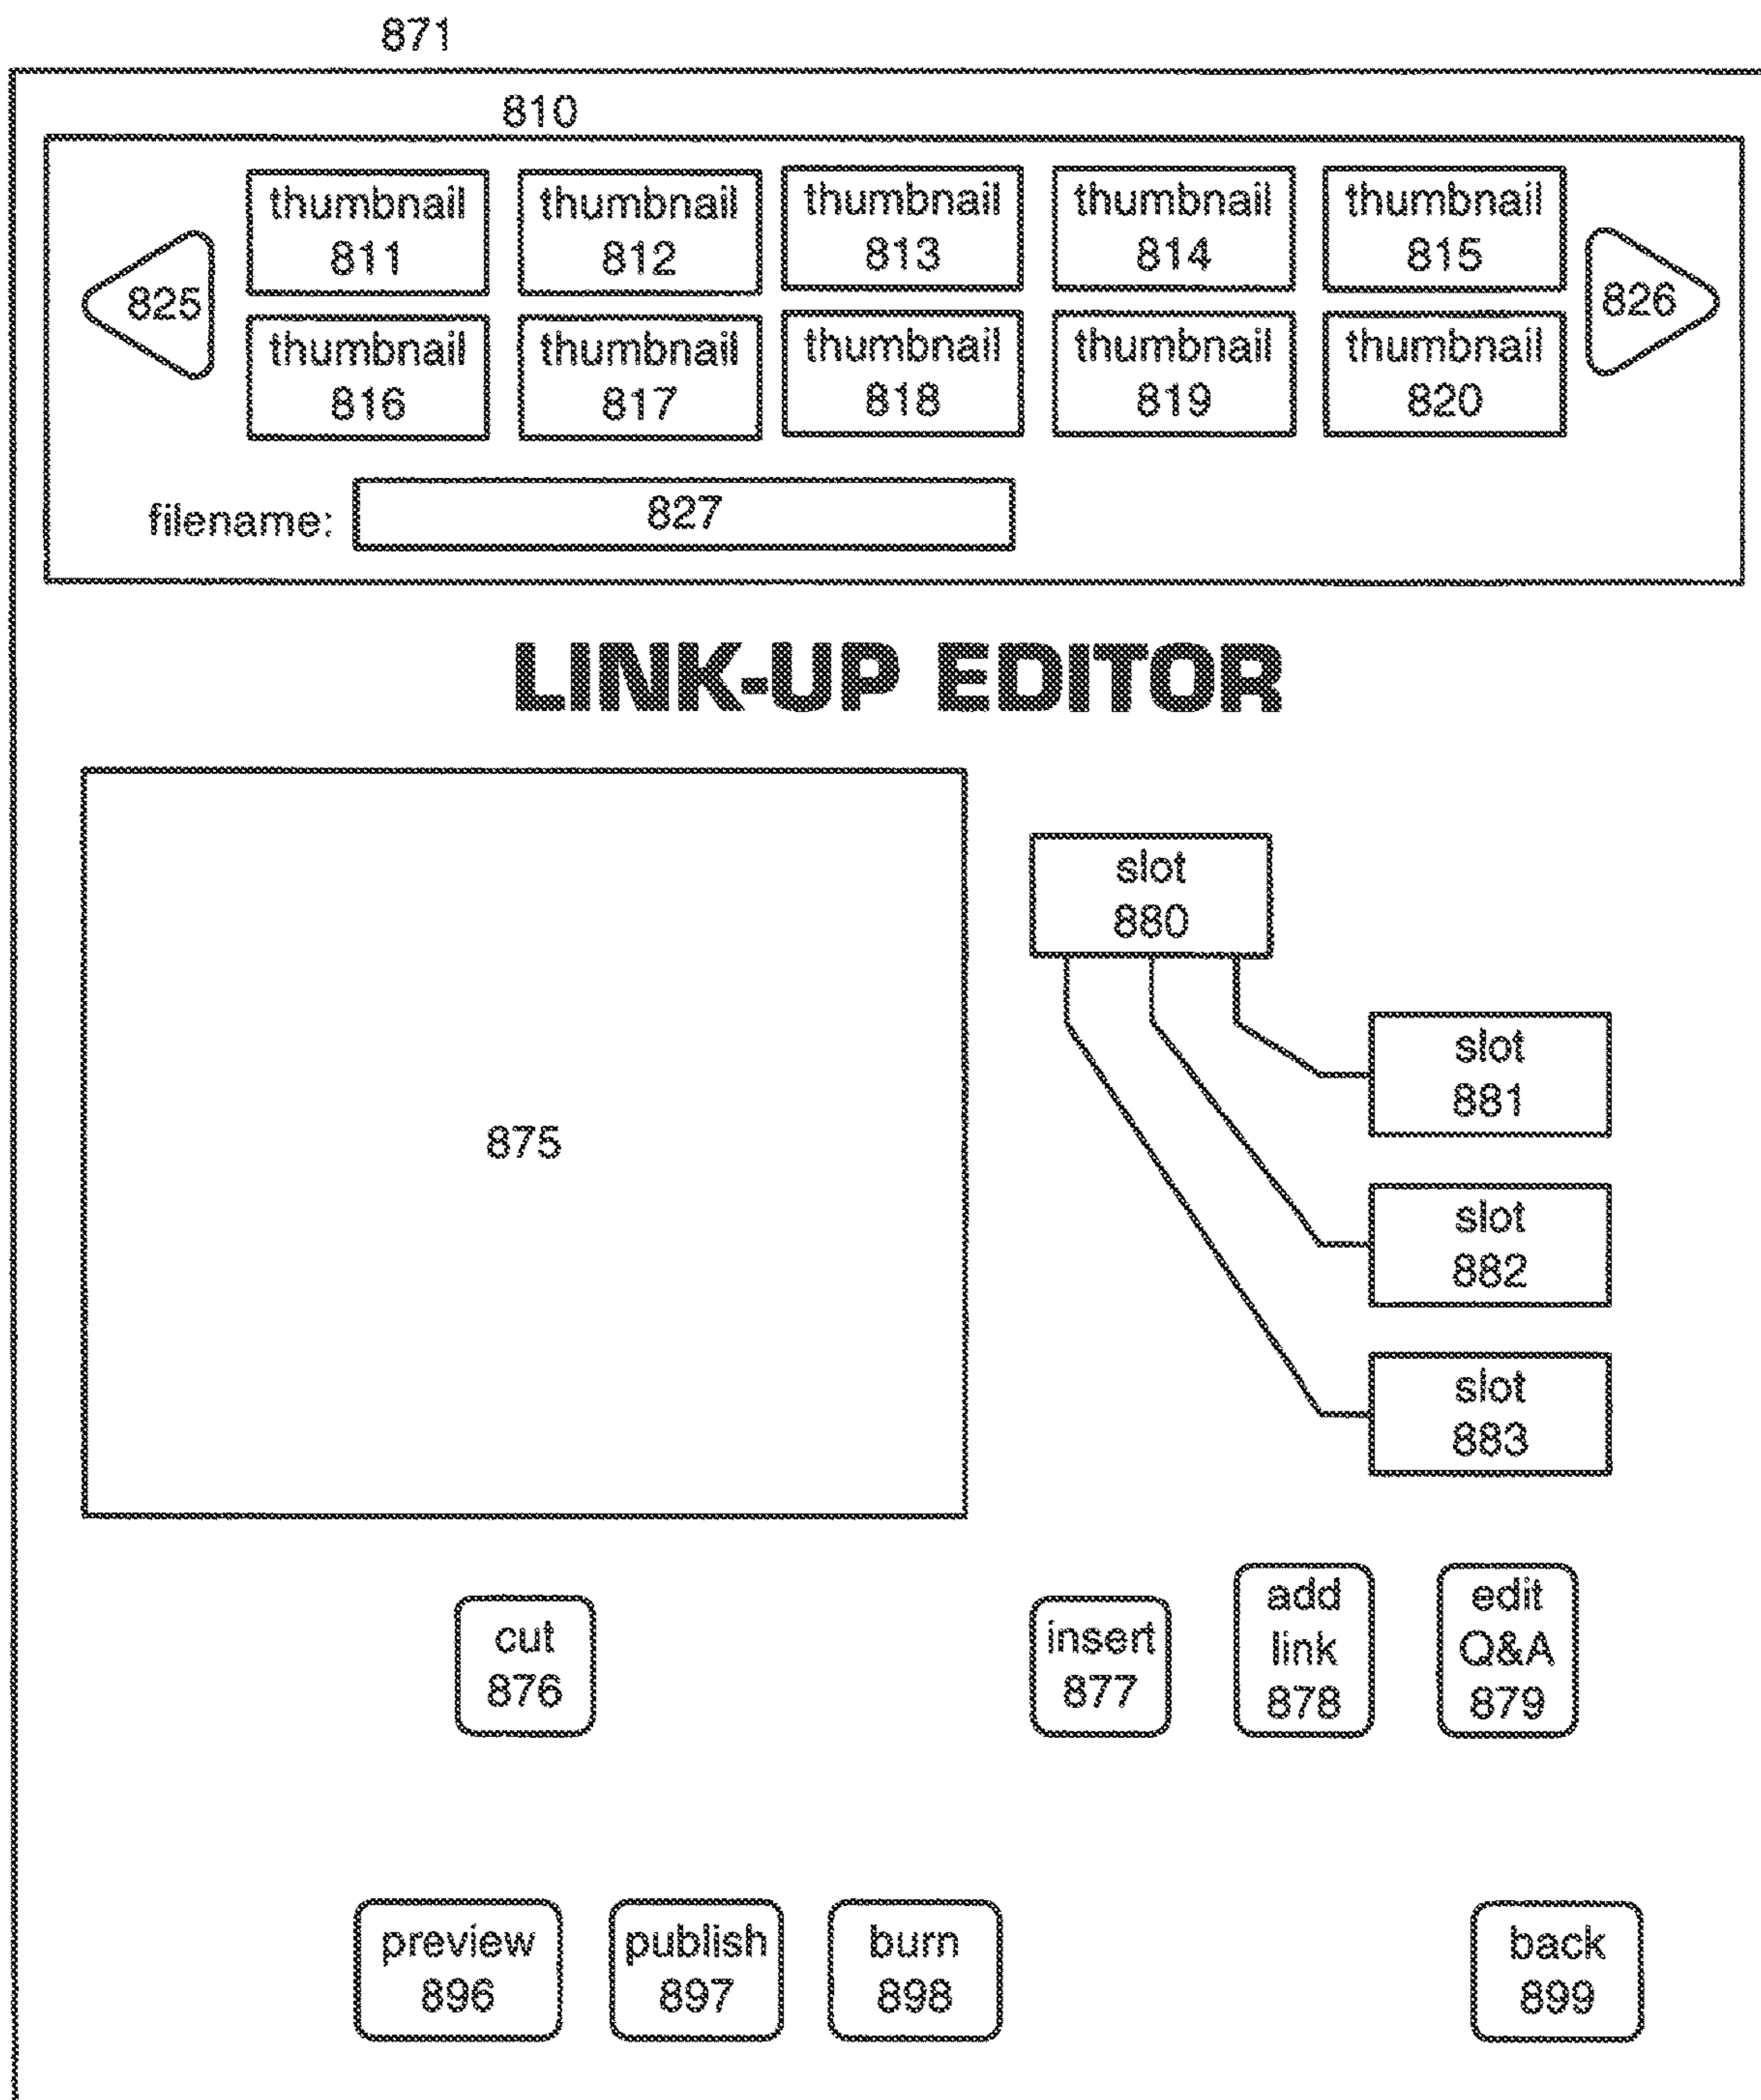 871
810
thumbnail thumbnail thumbnail thumbnail thumbnail
811 812 813 814 815
825 826
thumbnail thumbnail thumbnail thumbnail thumbnail
816 817 818 819 820
filename: 827
LINK-UP EDITOR
slot
880
slot
881
875
slot
882
slot
883
cut
876
insert
877
add
link
878
edit
Q&A
879
preview
896
publish
897
burn
898
back
899